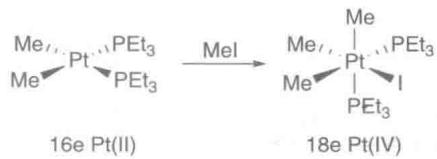 Me
Me PEt3 MeI Me PEt3
Pt Pt
Me PEt3 Me I
PEt3
16e Pt(II) 18e Pt(IV)